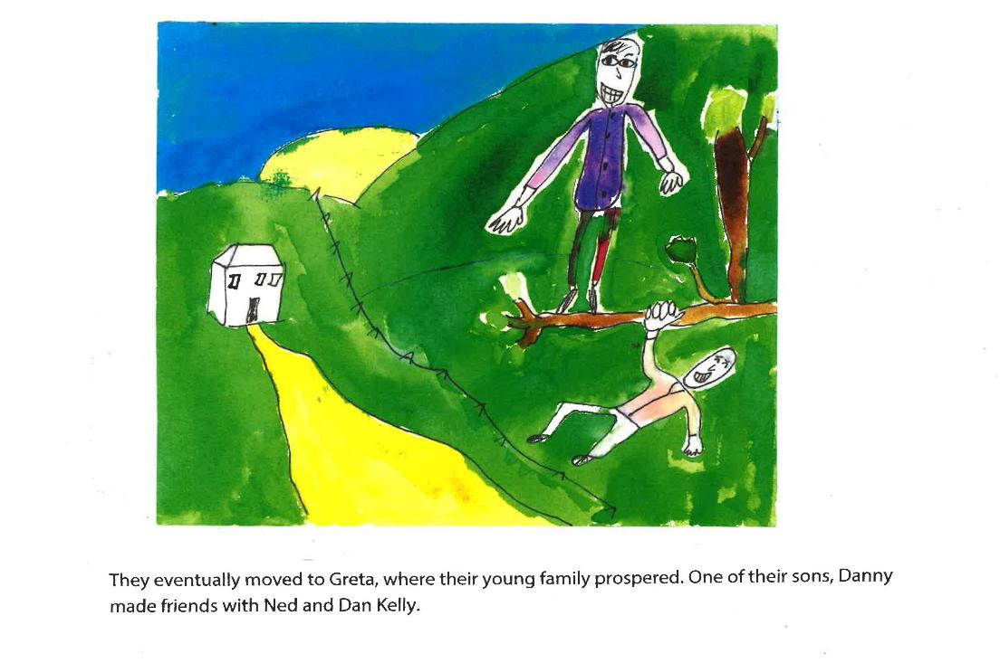 They eventually moved to Greta, where their young family prospered. One of their sons, Danny
made friends with Ned and Dan Kelly.